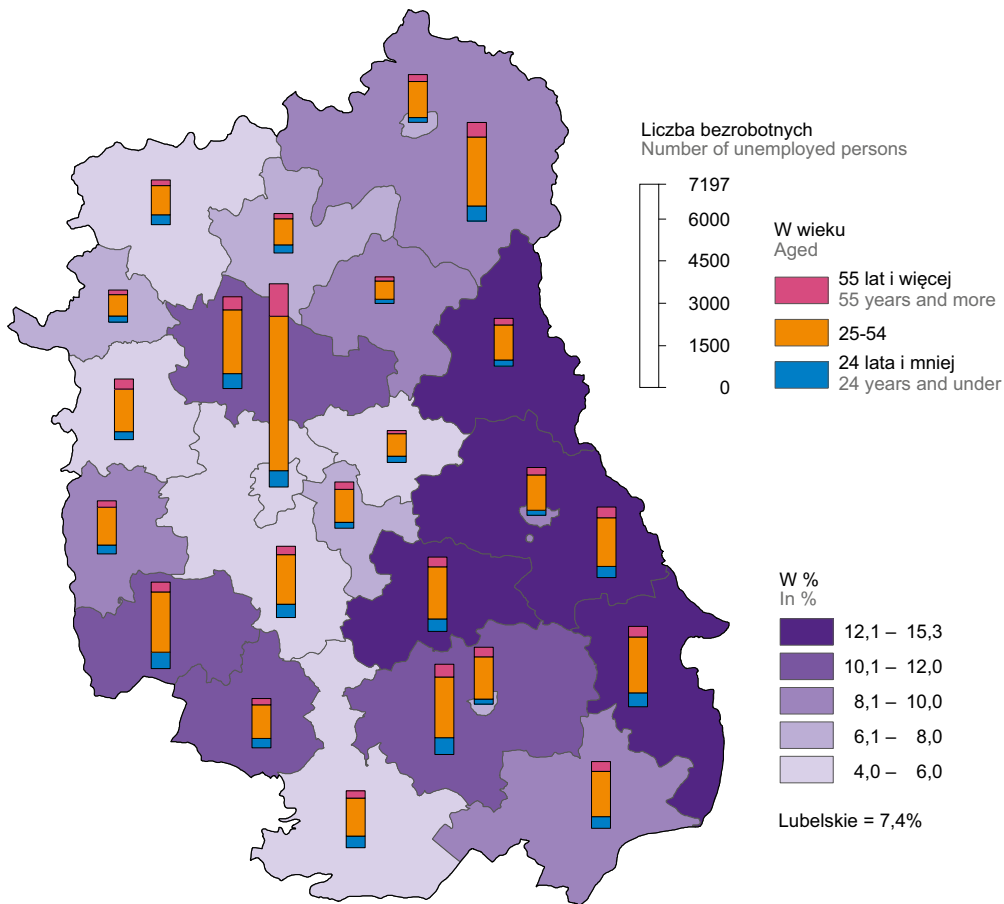 Liczba bezrobotnych
Number of unemployed persons
7197
6000
4500
3000
1500
0
W wieku
Aged
55 lat i więcej
55 years and more
25-54
24 lata i mniej
24 years and under
W %
In %
12,1 – 15,3
10,1 – 12,0
8,1 – 10,0
6,1 – 8,0
4,0 – 6,0
Lubelskie = 7,4%